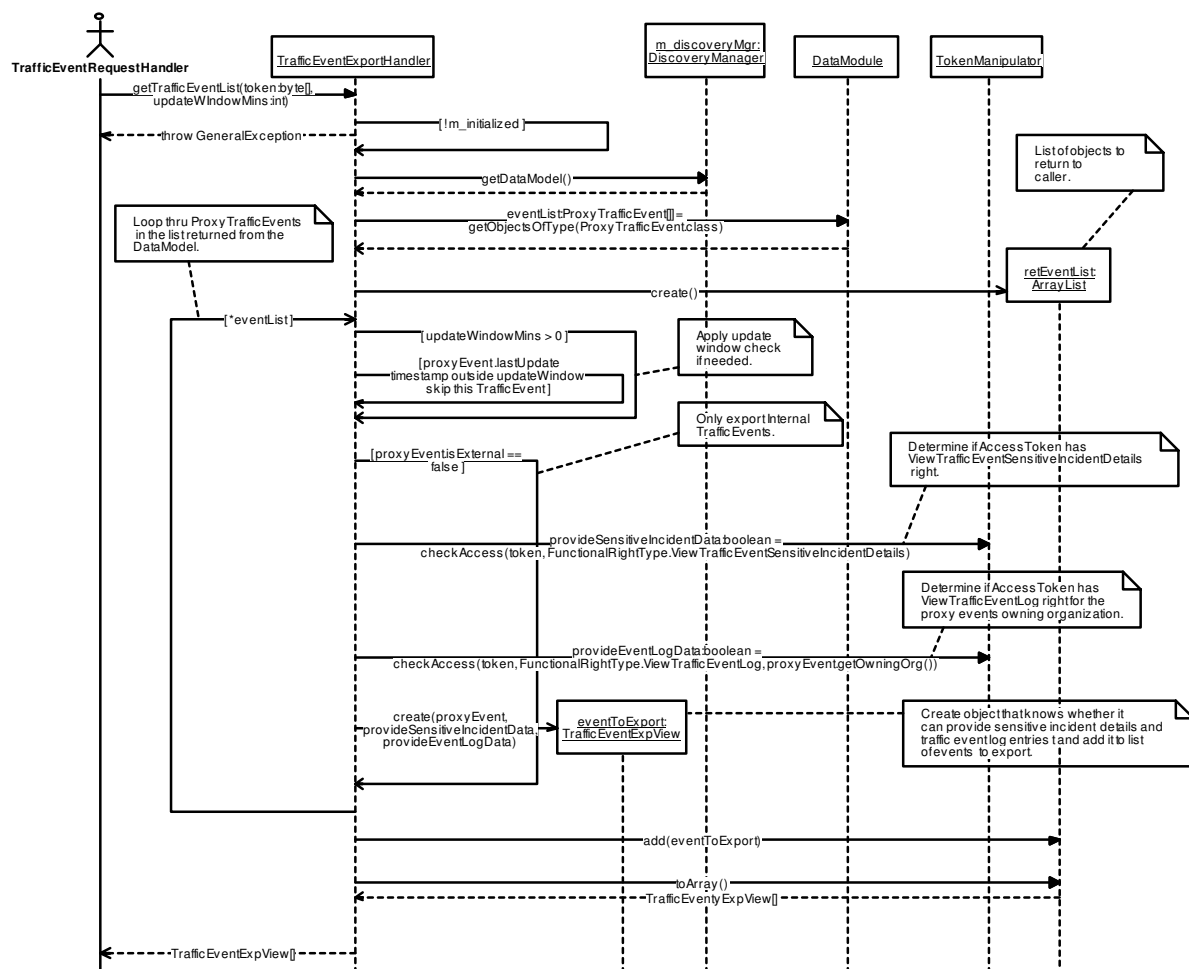 TrafficEventRequestHandler
TrafficEventExportHandler
m_discoveryMgr:
DiscoveryManager
DataModule
TokenManipulator
getTrafficEventList(token:byte[],
updateWIndowMins:int)
[ !m_initialized ]
throw GeneralException
List of objects to
return to
caller.
getDataModel()
Loop thru ProxyTrafficEvents
in the list returned from the
DataModel.
eventList:ProxyTrafficEvent[] =
getObjectsOfType(ProxyTrafficEvent.class)
retEventList:
ArrayList
create()
[*eventList]
[updateWindowMins > 0 ]
Apply update
window check
if needed.
[proxyEvent.lastUpdate
timestamp outside updateWindow
skip this TrafficEvent]
Only export Internal
TrafficEvents.
[proxyEvent.isExternal ==
false ]
Determine if AccessToken has
ViewTrafficEventSensitiveIncidentDetails
right.
provideSensitiveIncidentData:boolean =
checkAccess(token, FunctionalRightType.ViewTrafficEventSensitiveIncidentDetails)
Determine if AccessToken has
ViewTrafficEventLog right for the
proxy events owning organization.
provideEventLogData:boolean =
checkAccess(token, FunctionalRightType.ViewTrafficEventLog, proxyEvent.getOwningOrg())
create(proxyEvent,
provideSensitiveIncidentData,
provideEventLogData)
eventToExport:
TrafficEventExpView
Create object that knows whether it
can provide sensitive incident details and
traffic event log entries t and add it to list
of events to export.
add(eventToExport)
toArray()
TrafficEventyExpView[]
TrafficEventExpView[]